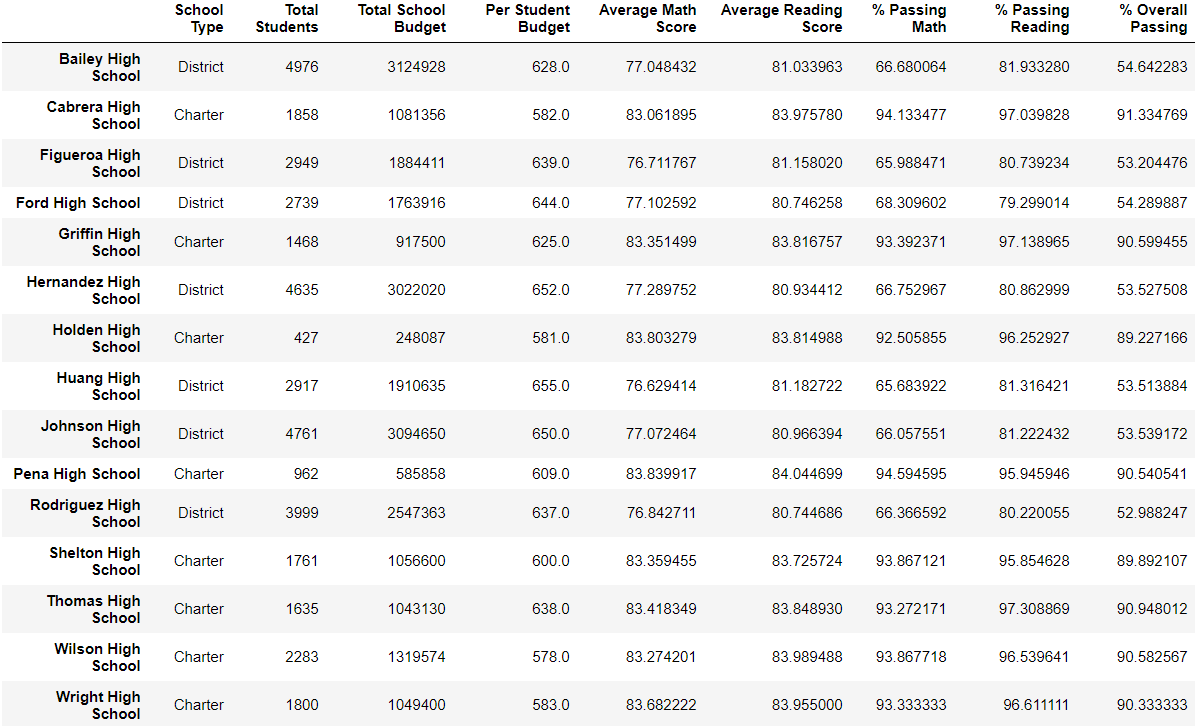 School Type Total Students Total School Budget Per Student Budget Average Math Score Average Reading Score % Passing Math % Passing Reading % Overall Passing
Bailey High School District 4976 3124928 628.0 77.048432 81.033963 66.680064 81.933280 54.642283
Cabrera High School Charter 1858 1081356 582.0 83.061895 83.975780 94.133477 97.039828 91.334769
Figueroa High School District 2949 1884411 639.0 76.711767 81.158020 65.988471 80.739234 53.204476
Ford High School District 2739 1763916 644.0 77.102592 80.746258 68.309602 79.299014 54.289887
Griffin High School Charter 1468 917500 625.0 83.351499 83.816757 93.392371 97.138965 90.599455
Hernandez High School District 4635 3022020 652.0 77.289752 80.934412 66.752967 80.862999 53.527508
Holden High School Charter 427 248087 581.0 83.803279 83.814988 92.505855 96.252927 89.227166
Huang High School District 2917 1910635 655.0 76.629414 81.182722 65.683922 81.316421 53.513884
Johnson High School District 4761 3094650 650.0 77.072464 80.966394 66.057551 81.222432 53.539172
Pena High School Charter 962 585858 609.0 83.839917 84.044699 94.594595 95.945946 90.540541
Rodriguez High School District 3999 2547363 637.0 76.842711 80.744686 66.366592 80.220055 52.988247
Shelton High School Charter 1761 1056600 600.0 83.359455 83.725724 93.867121 95.854628 89.892107
Thomas High School Charter 1635 1043130 638.0 83.418349 83.848930 93.272171 97.308869 90.948012
Wilson High School Charter 2283 1319574 578.0 83.274201 83.989488 93.867718 96.539641 90.582567
Wright High School Charter 1800 1049400 583.0 83.682222 83.955000 93.333333 96.611111 90.333333